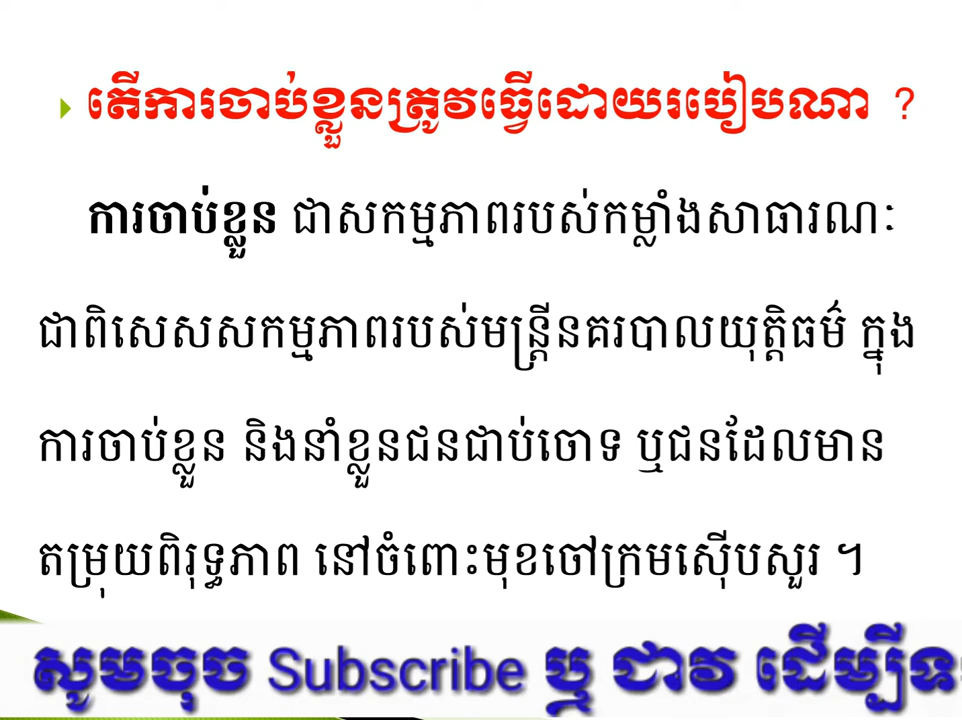 តើការចាប់ខ្លួនត្រូវធ្វើដោយរបៀបណា ?
ការចាប់ខ្លួន ជាសកម្មភាពរបស់កម្លាំងសាធារណៈ
ជាពិសេសសកម្មភាពរបស់មន្ត្រីនគរបាលយុត្តិធម៌ ក្នុង
ការចាប់ខ្លួន និងនាំខ្លួនជនជាប់ចោទ ឬជនដែលមាន
តម្រុយពិរុទ្ធភាព នៅចំពោះមុខចៅក្រមស៊ើបសួរ ។
សូមចុច Subscribe ឬ ជាវ ដើម្បីទ